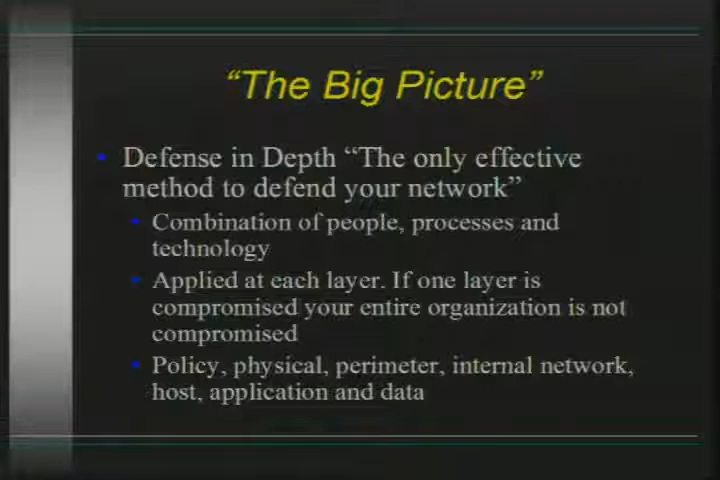 “The Big Picture”
Defense in Depth “The only effective
method to defend your network”
Combination of people, processes and
technology
Applied at each layer. If one layer is
compromised your entire organization is not
compromised
Policy, physical, perimeter, internal network,
host, application and data